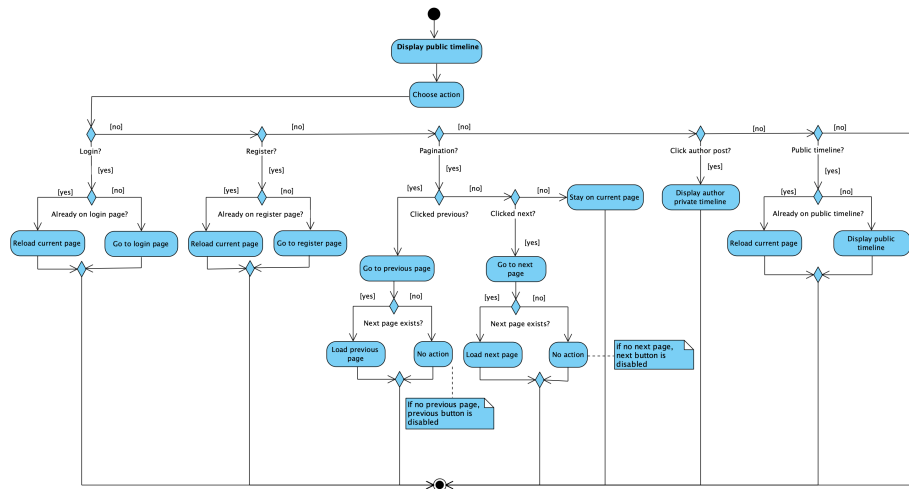 Display public timeline
Choose action
[no]
[no]
[no]
[no]
[no]
Login?
Register?
Pagination?
Click author post?
Public timeline?
[yes]
[yes]
[yes]
[yes]
[yes]
[yes]
[no]
[yes]
[no]
[yes]
[no]
[no]
[yes]
[no]
Already on login page?
Already on register page?
Clicked previous?
Clicked next?
Stay on current page
Display author
private timeline
Already on public timeline?
Reload current page
Go to login page
Reload current page
Go to register page
[yes]
Reload current page
Display public
timeline
Go to previous page
Go to next
page
[yes]
[no]
[yes]
[no]
Next page exists?
Next page exists?
Load previous
page
No action
Load next page
No action
if no next page,
next button is
disabled
If no previous page,
previous button is
disabled